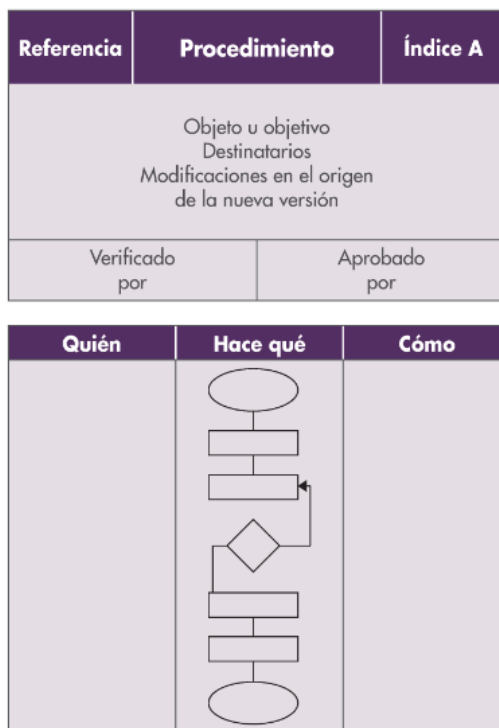 Referencia
Procedimiento
Índice A
Objeto u objetivo
Destinatarios
Modificaciones en el origen
de la nueva versión
Verificado
por
Aprobado
por
Quién
Hace qué
Cómo